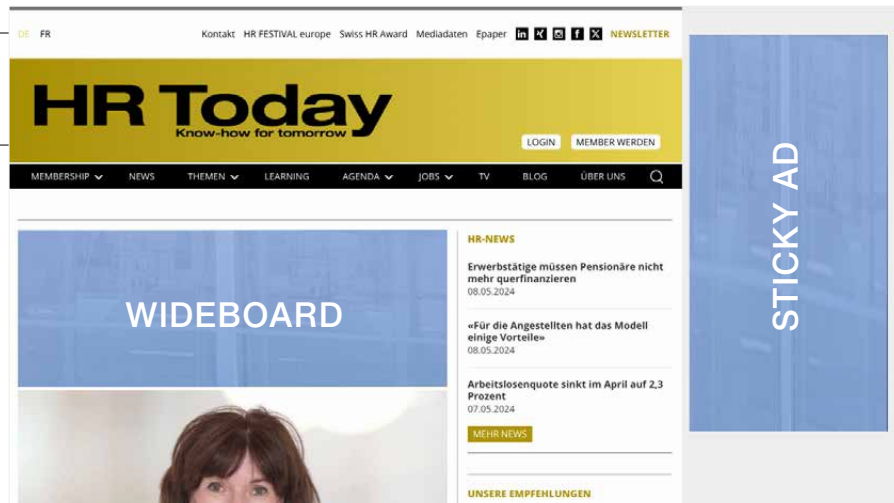 DE FR
Kontakt HR FESTIVAL europe Swiss HR Award Mediadaten Epaper NEWSLETTER
HR Today
Know-how for tomorrow
LOGIN MEMBER WERDEN
MEMBERSHIP NEWS THEMEN LEARNING AGENDA JOBS TV BLOG ÜBER UNS
WIDEBOARD
HR-NEWS
Erwerbstätige müssen Pensionäre nicht
mehr querfinanzieren
08.05.2024
«Für die Angestellten hat das Modell
einige Vorteile»
08.05.2024
Arbeitslosenquote sinkt im April auf 2,3
Prozent
07.05.2024
MEHR NEWS
UNSERE EMPFEHLUNGEN
STICKY AD